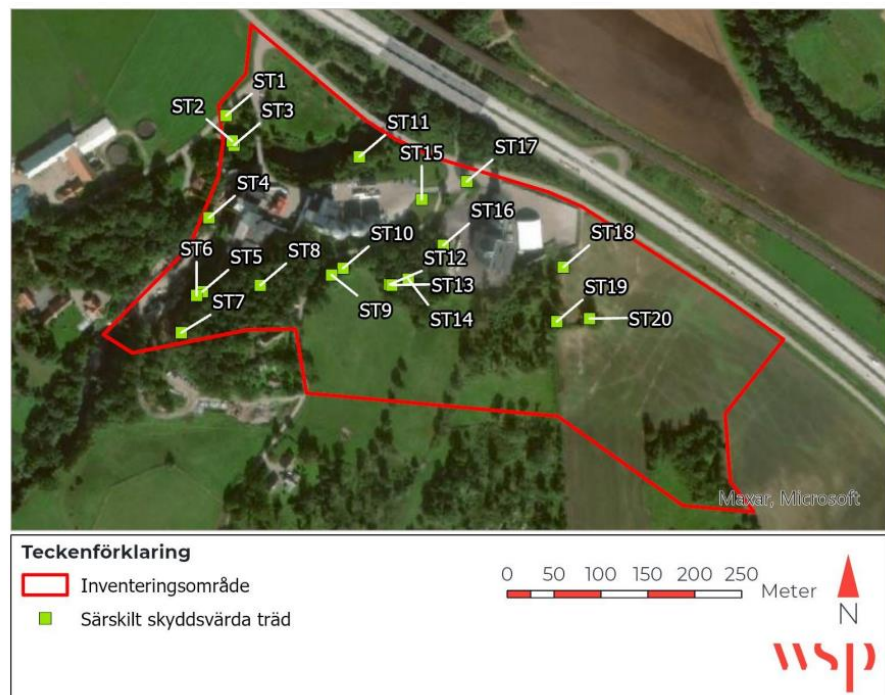 ST1
ST2
ST3
ST11
ST15
ST17
ST4
ST16
ST6
ST5
ST8
ST10
ST12
ST18
ST7
ST9
ST13
ST14
ST19
ST20
Maxar, Microsoft
Teckenförklaring
Inventeringsområde
Särskilt skyddsvärda träd
0 50 100 150 200 250
Meter
N
wsp